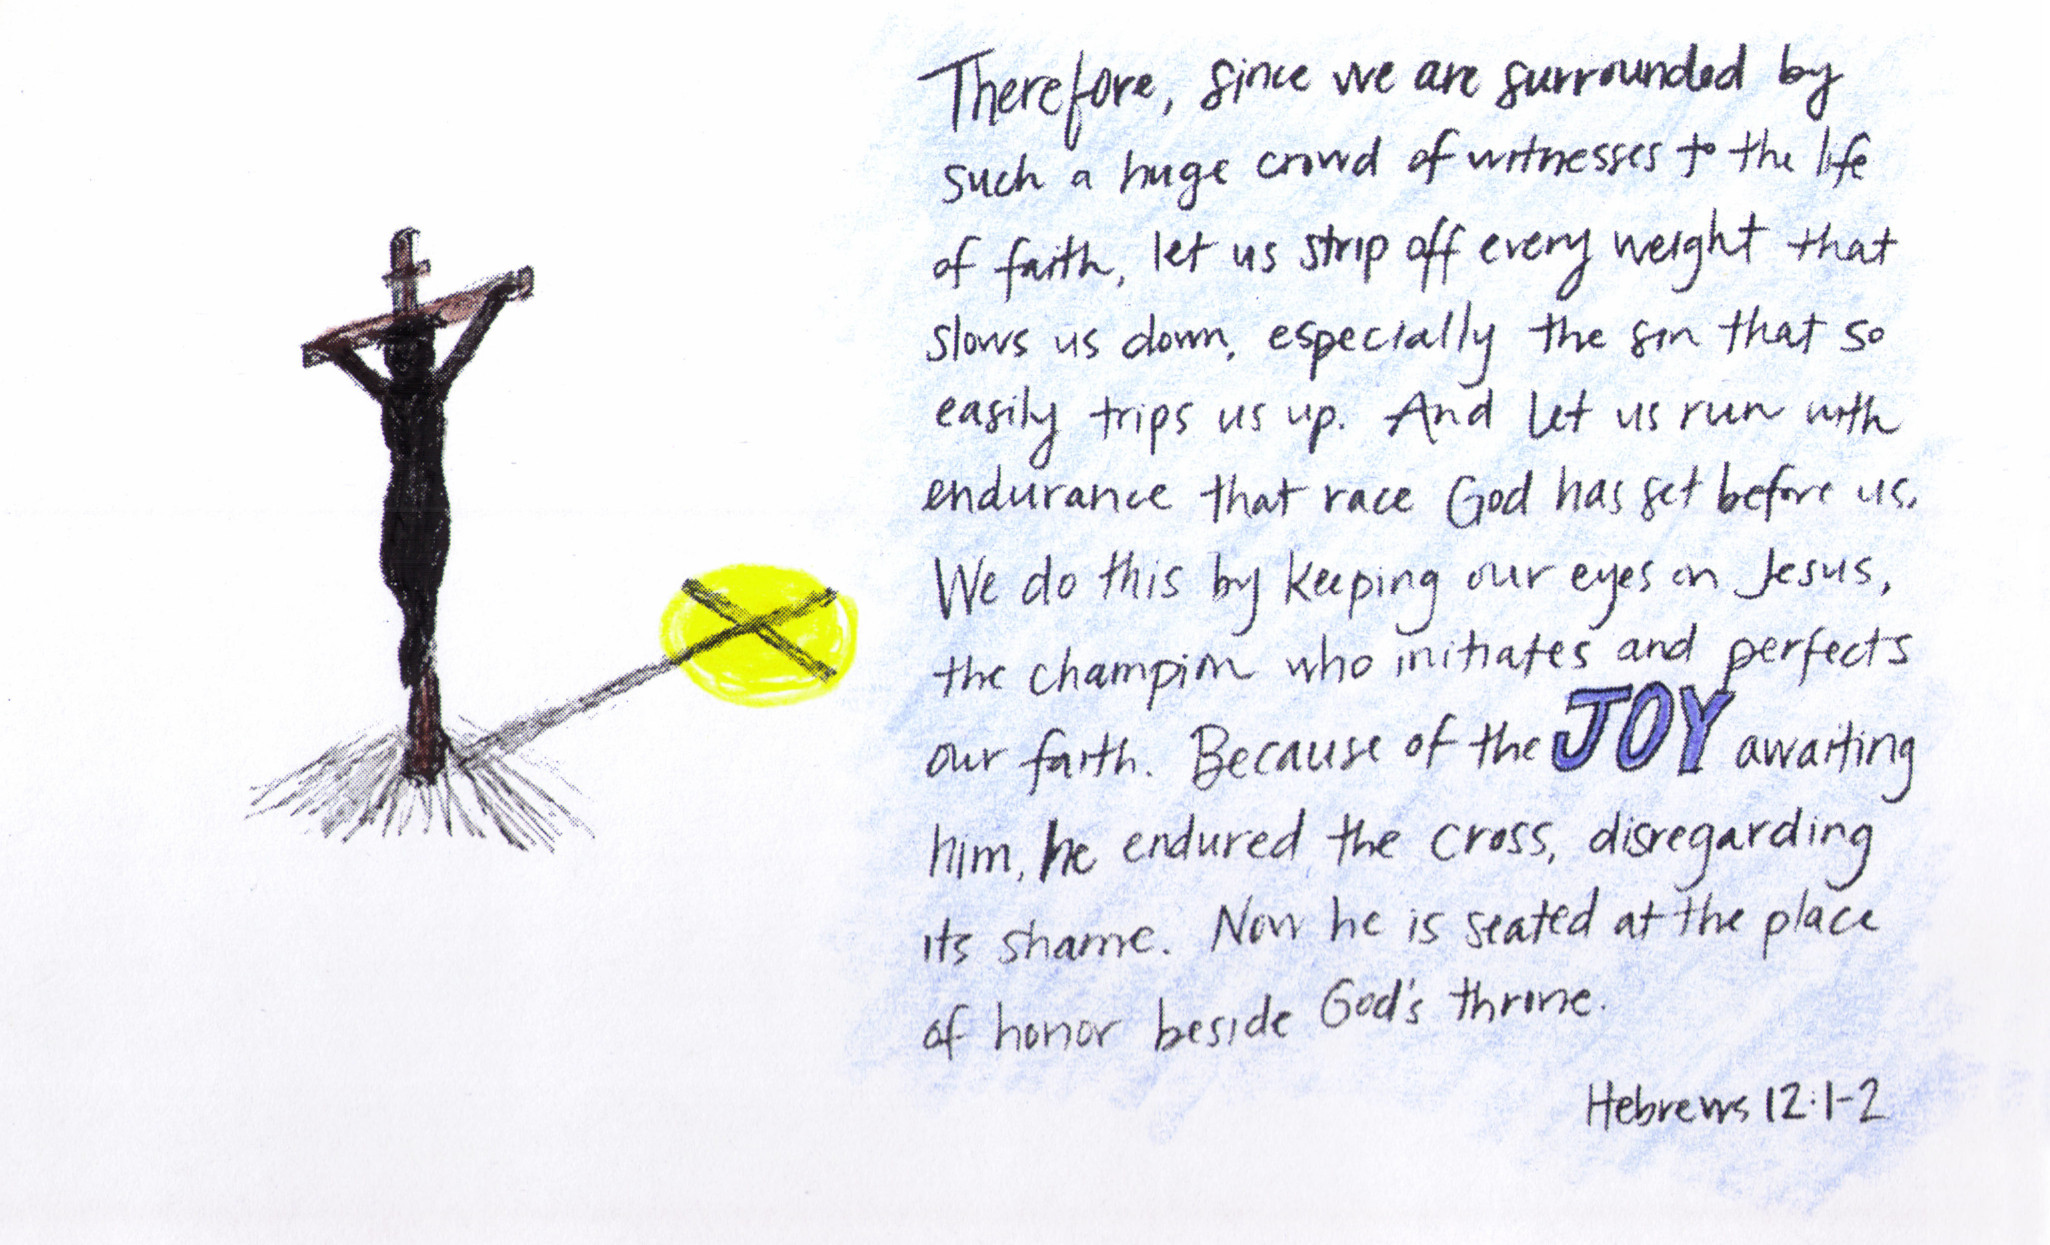 Therefore, since we are surrounded by
such a huge crowd of witnesses to the life
of faith, let us strip off every weight that
slows us down, especially the sin that so
easily trips us up. And let us run with
endurance that race God has set before us.
We do this by keeping our eyes on Jesus,
the champion who initiates and perfects
our faith. Because of the JOY awaiting
him, he endured the cross, disregarding
its shame. Now he is seated at the place
of honor beside God's throne.
Hebrews 12:1-2